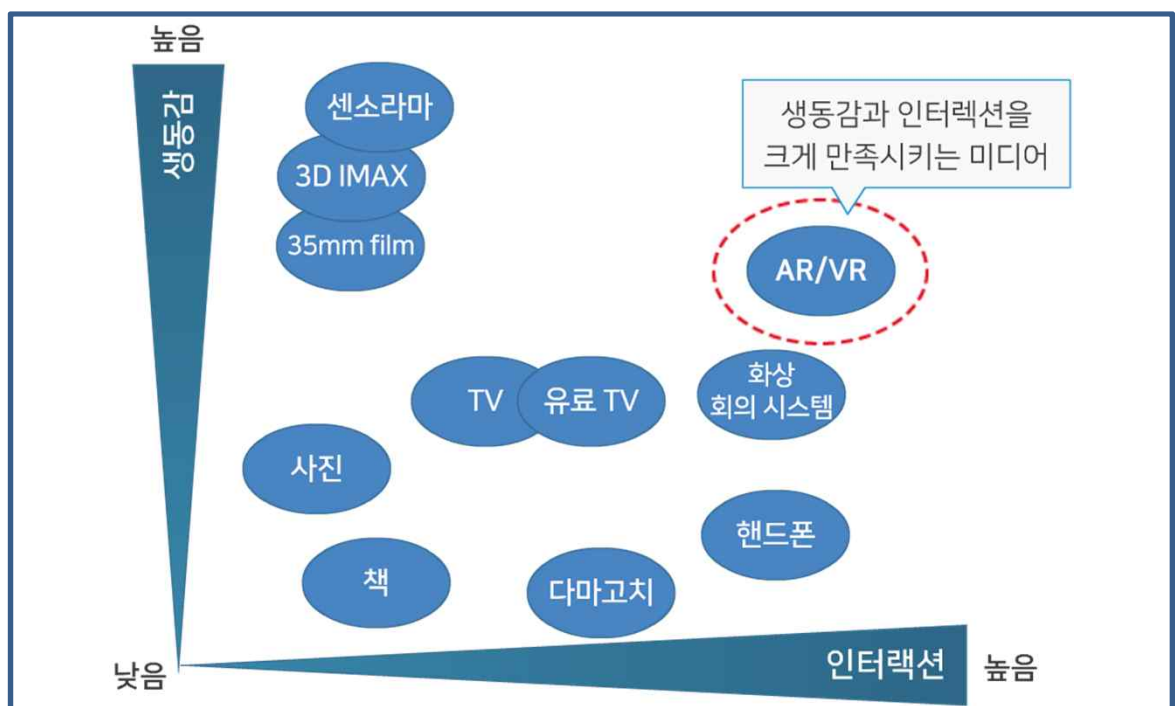 높음
생동감
센소라마
3D IMAX
35mm film
생동감과 인터렉션을
크게 만족시키는 미디어
AR/VR
TV
유료 TV
화상
회의 시스템
사진
핸드폰
책
다마고치
낮음
인터랙션
높음